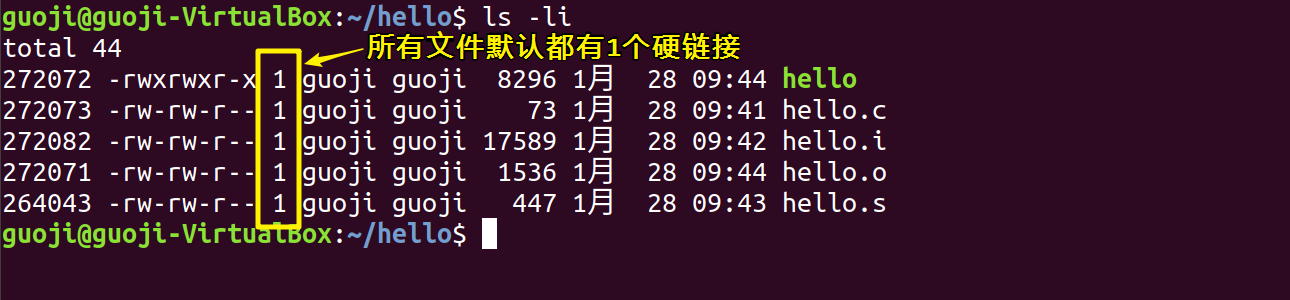 guoji@guoji-VirtualBox:~/hello$ ls -li
total 44
所有文件默认都有1个硬链接
272072 -rwxrwxr-x 1 guoji guoji  8296 1月  28 09:44 hello
272073 -rw-rw-r-- 1 guoji guoji    73 1月  28 09:41 hello.c
272082 -rw-rw-r-- 1 guoji guoji 17589 1月  28 09:42 hello.i
272071 -rw-rw-r-- 1 guoji guoji  1536 1月  28 09:44 hello.o
264043 -rw-rw-r-- 1 guoji guoji   447 1月  28 09:43 hello.s
guoji@guoji-VirtualBox:~/hello$